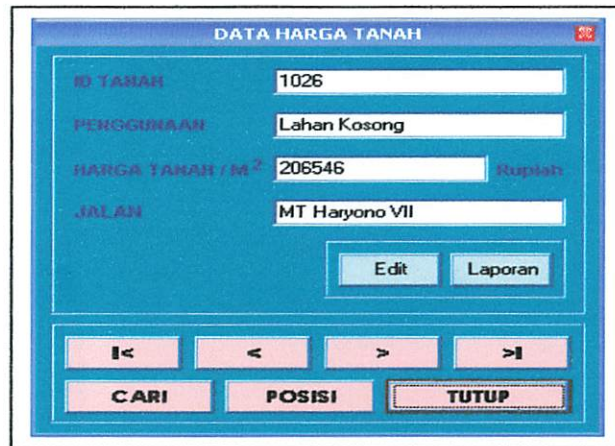 DATA HARGA TANAH
ID TANAH 1026
PENGGUNAAN Lahan Kosong
HARGA TANAH / M² 206546 Rupiah
JALAN MT Haryono VII
Edit Laporan
I< < > >I
CARI POSISI TUTUP